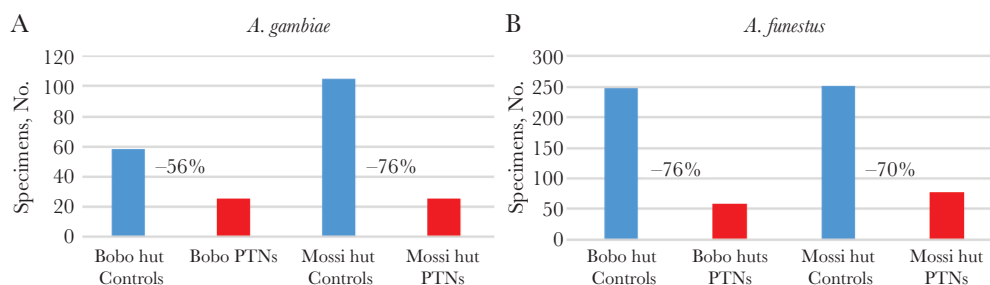 A
A. gambiae
Specimens, No.
120
100
80
60
40
20
0
–56%
–76%
Bobo hut
Controls
Bobo PTNs
Mossi hut
Controls
Mossi hut
PTNs
B
A. funestus
Specimens, No.
300
250
200
150
100
50
0
–76%
–70%
Bobo hut
Controls
Bobo huts
PTNs
Mossi hut
Controls
Mossi hut
PTNs